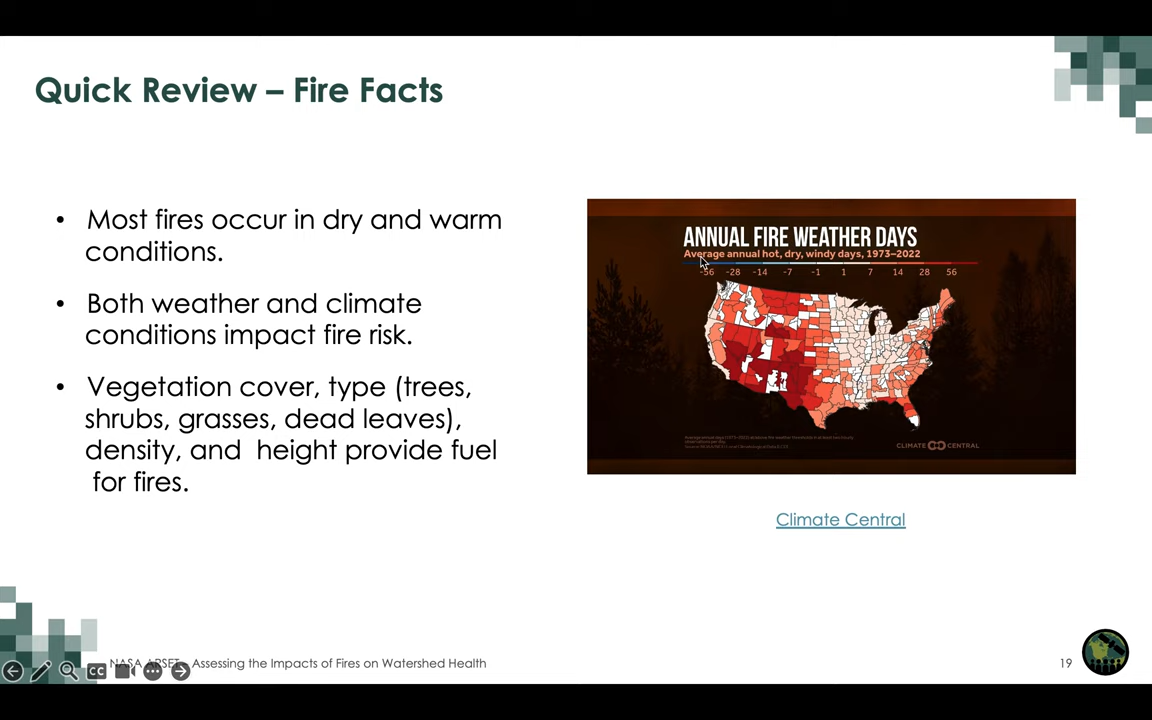 Quick Review – Fire Facts
• Most fires occur in dry and warm
conditions.
• Both weather and climate
conditions impact fire risk.
• Vegetation cover, type (trees,
shrubs, grasses, dead leaves),
density, and height provide fuel
for fires.
ANNUAL FIRE WEATHER DAYS
Average annual hot, dry, windy days, 1973–2022
-56 -28 -14 -7 -1 1 7 14 28 56
CLIMATE CENTRAL
Climate Central
CC
NASA ARSET – Assessing the Impacts of Fires on Watershed Health
19